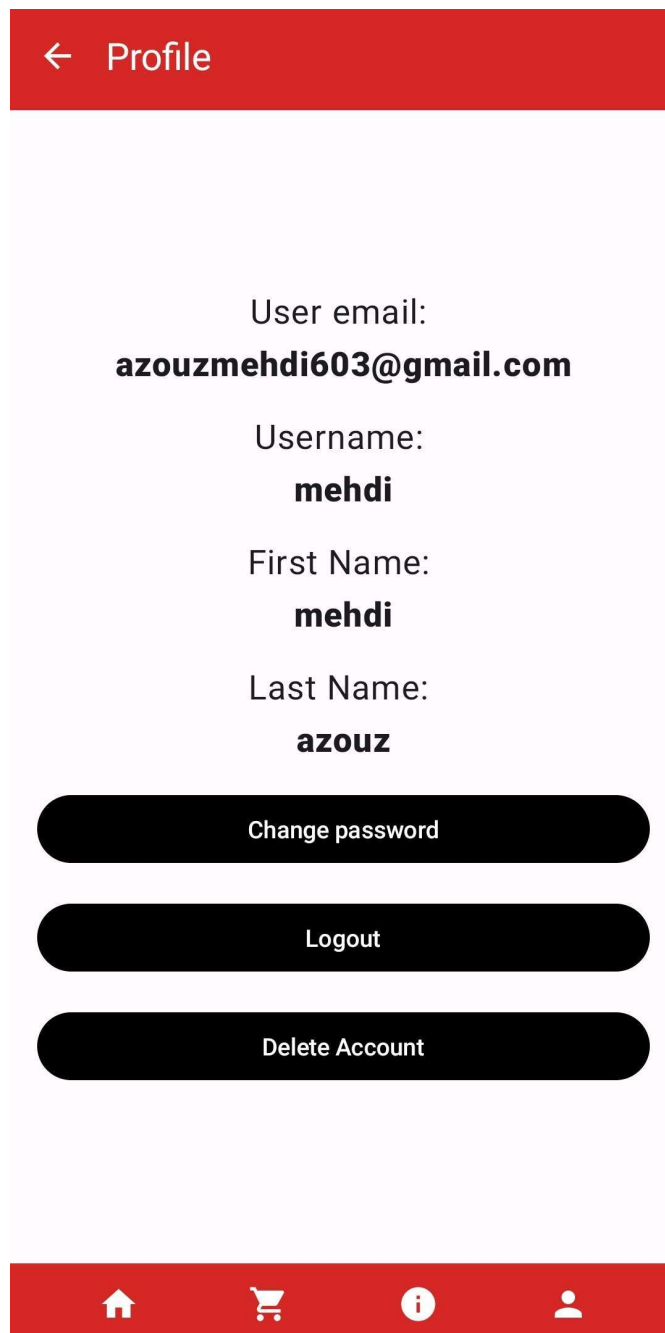 Profile
User email:
azouzmehdi603@gmail.com
Username:
mehdi
First Name:
mehdi
Last Name:
azouz
Change password
Logout
Delete Account